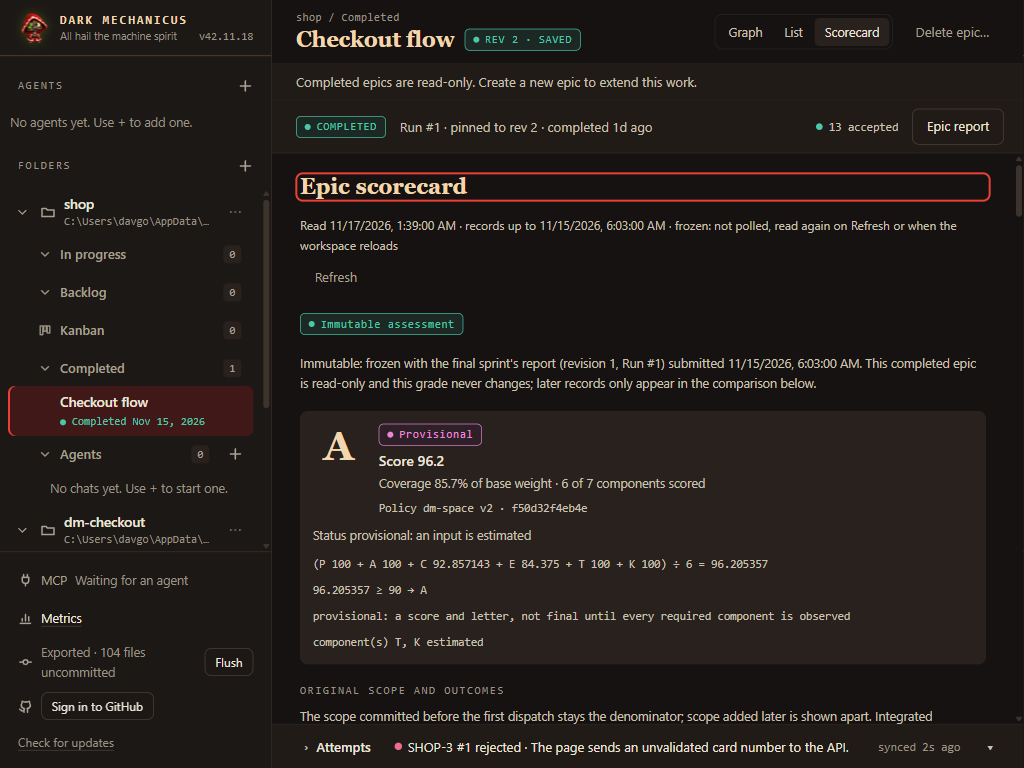 DARK MECHANICUS
All hail the machine spirit v42.11.18
AGENTS
No agents yet. Use + to add one.
FOLDERS
shop
C:\Users\davgo\AppData\…
In progress 0
Backlog 0
Kanban 0
Completed 1
Checkout flow
Completed Nov 15, 2026
Agents 0
No chats yet. Use + to start one.
dm-checkout
C:\Users\davgo\AppData\…
MCP Waiting for an agent
Metrics
Exported · 104 files
uncommitted
Flush
Sign in to GitHub
Check for updates
shop / Completed
Checkout flow
REV 2 · SAVED
Graph List Scorecard Delete epic…
Completed epics are read-only. Create a new epic to extend this work.
COMPLETED Run #1 · pinned to rev 2 · completed 1d ago 13 accepted Epic report
Epic scorecard
Read 11/17/2026, 1:39:00 AM · records up to 11/15/2026, 6:03:00 AM · frozen: not polled, read again on Refresh or when the
workspace reloads
Refresh
Immutable assessment
Immutable: frozen with the final sprint's report (revision 1, Run #1) submitted 11/15/2026, 6:03:00 AM. This completed epic
is read-only and this grade never changes; later records only appear in the comparison below.
A
Provisional
Score 96.2
Coverage 85.7% of base weight · 6 of 7 components scored
Policy dm-space v2 · f50d32f4eb4e
Status provisional: an input is estimated
(P 100 + A 100 + C 92.857143 + E 84.375 + T 100 + K 100) ÷ 6 = 96.205357
96.205357 ≥ 90 → A
provisional: a score and letter, not final until every required component is observed
component(s) T, K estimated
ORIGINAL SCOPE AND OUTCOMES
The scope committed before the first dispatch stays the denominator; scope added later is shown apart. Integrated
Attempts SHOP-3 #1 rejected · The page sends an unvalidated card number to the API. synced 2s ago